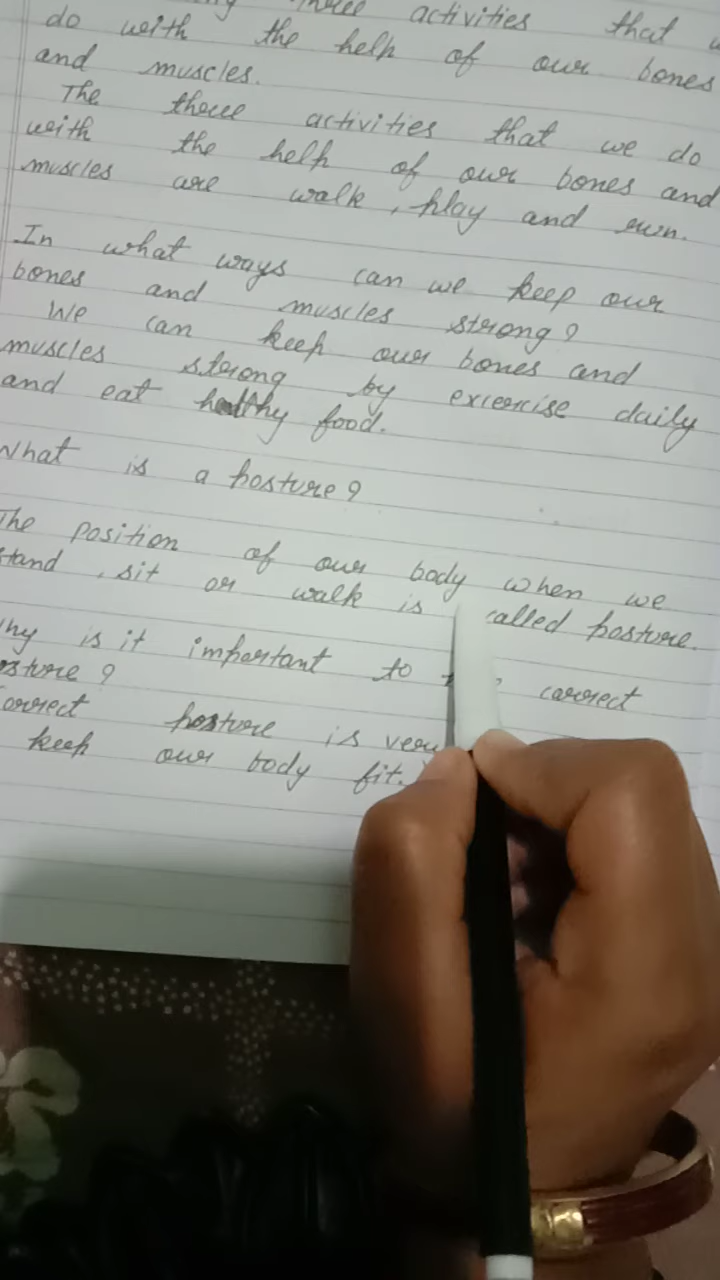 three activities that
do with the help of our bones
and muscles.
The three activities that we do
with the help of our bones and
muscles are walk, play and run.
In what ways can we keep our
bones and muscles strong?
We can keep our bones and
muscles strong by excercise daily
and eat healthy food.
What is a posture?
The position of our body when we
stand, sit or walk is called posture.
Why is it important to correct
posture?
Correct posture is very
keep our body fit.